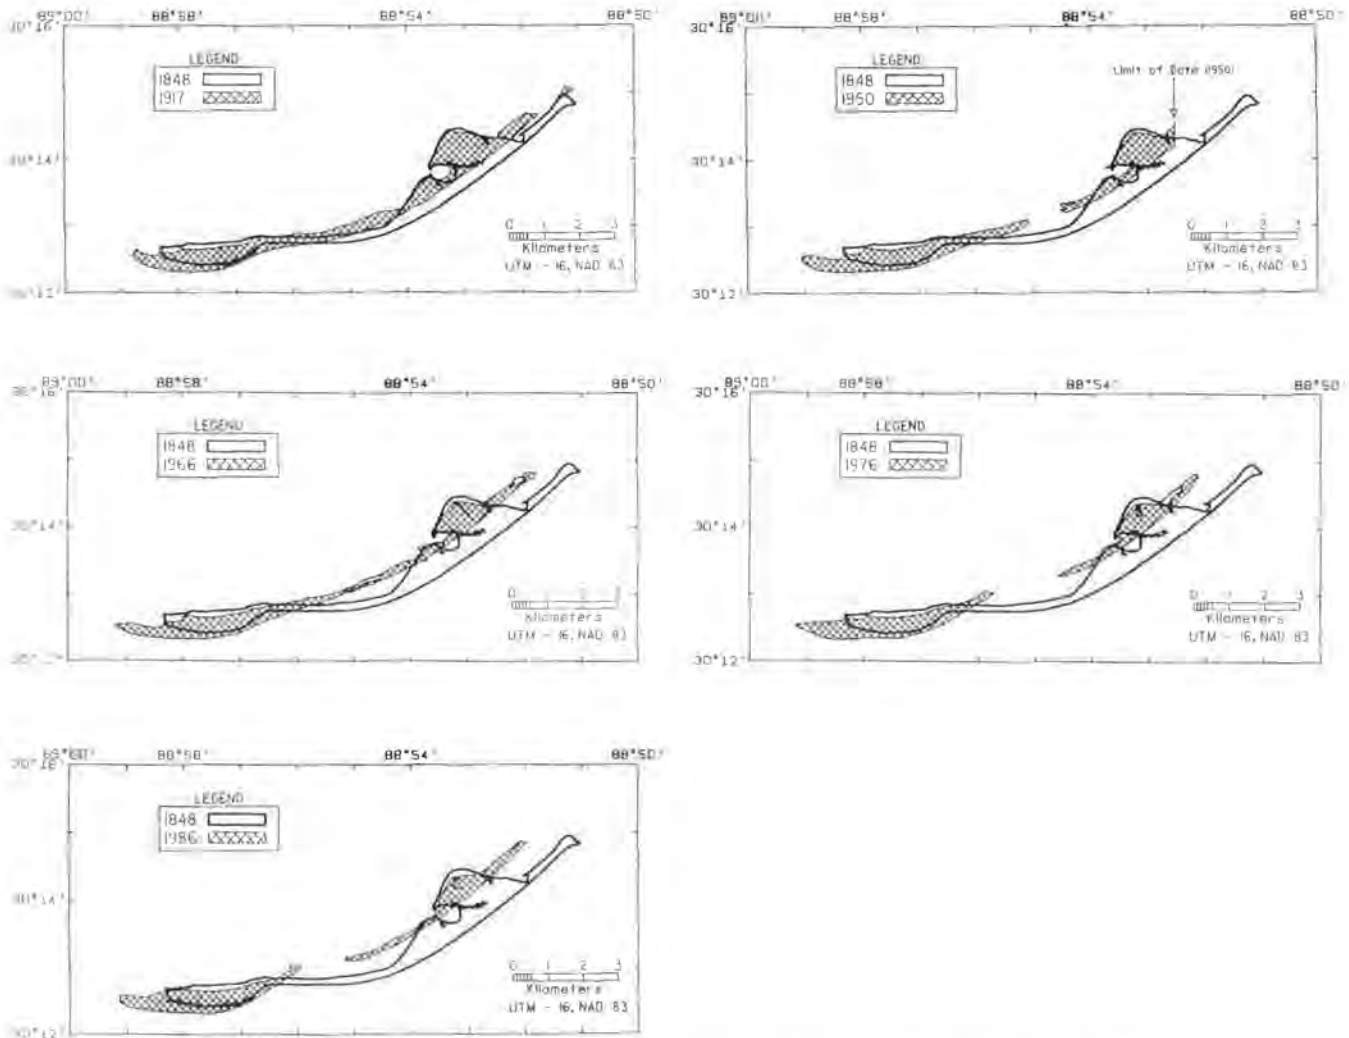 89°00' 88°58' 88°54' 88°50'
30°16'
LEGEND
1848
1917
30°14'
0 1 2 3
Kilometers
UTM - 16, NAD 83
30°12'
89°00' 88°58' 88°54' 88°50'
30°16'
LEGEND
1848
1950
Limit of Data (1950)
30°14'
0 1 2 3
Kilometers
UTM - 16, NAD 83
30°12'
89°00' 88°58' 88°54' 88°50'
30°16'
LEGEND
1848
1966
30°14'
0 1 2 3
Kilometers
UTM - 16, NAD 83
89°00' 88°58' 88°54' 88°50'
30°16'
LEGEND
1848
1976
30°14'
0 1 2 3
Kilometers
UTM - 16, NAD 83
30°12'
89°00' 88°58' 88°54' 88°50'
30°16'
LEGEND
1848
1986
30°14'
0 1 2 3
Kilometers
UTM - 16, NAD 83
30°12'